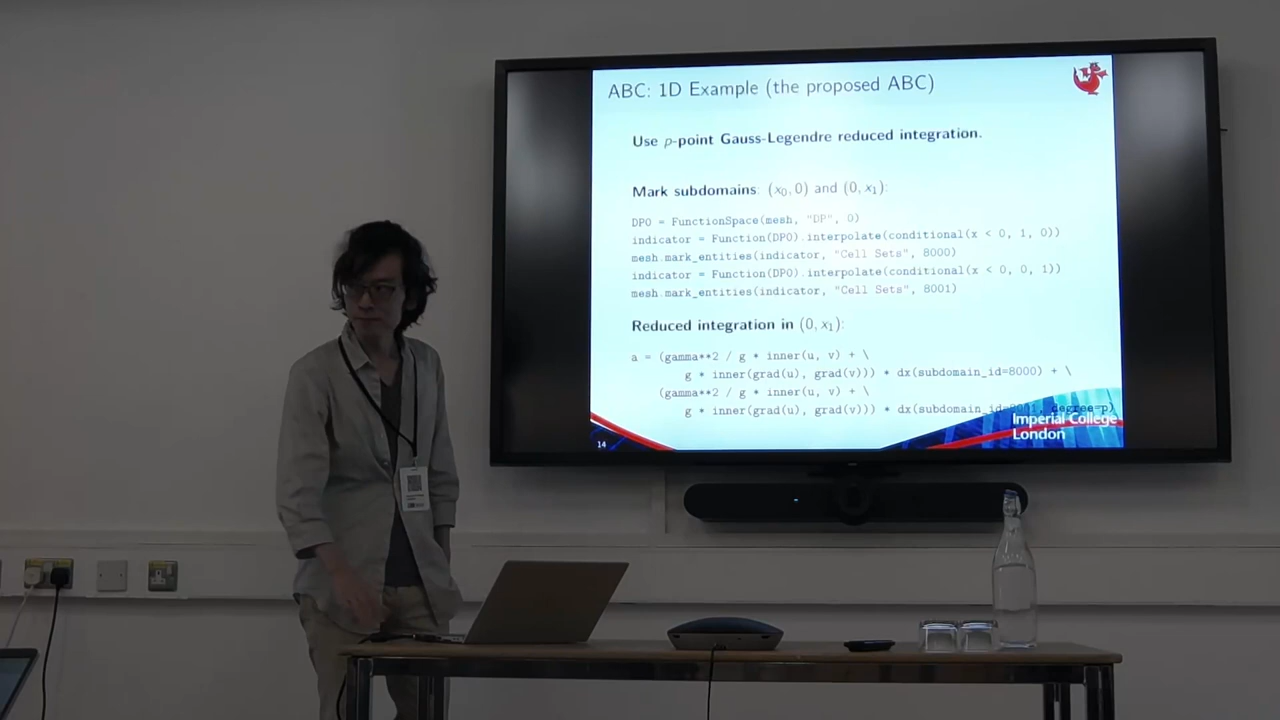 ABC: 1D Example (the proposed ABC)
Use p-point Gauss-Legendre reduced integration.
Mark subdomains: (x₀, 0) and (0, x₁):
DP0 = FunctionSpace(mesh, "DP", 0)
indicator = Function(DP0).interpolate(conditional(x < 0, 1, 0))
mesh.mark_entities(indicator, "Cell Sets", 8000)
indicator = Function(DP0).interpolate(conditional(x < 0, 0, 1))
mesh.mark_entities(indicator, "Cell Sets", 8001)
Reduced integration in (0, x₁):
a = (gamma**2 / g * inner(u, v) + \
g * inner(grad(u), grad(v))) * dx(subdomain_id=8000) + \
(gamma**2 / g * inner(u, v) + \
g * inner(grad(u), grad(v))) * dx(subdomain_id=8001, degree=p)
Imperial College
London
14